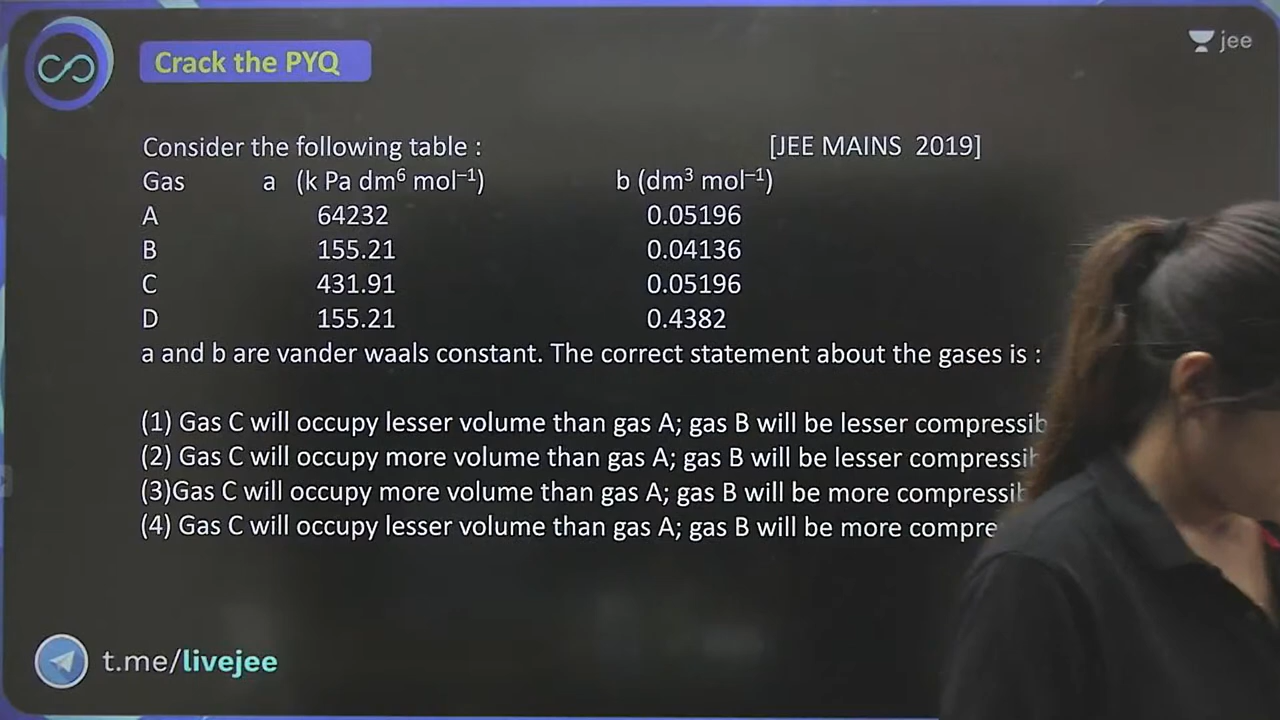 Crack the PYQ
jee
Consider the following table : [JEE MAINS 2019]
Gas a (k Pa dm⁶ mol⁻¹) b (dm³ mol⁻¹)
A 64232 0.05196
B 155.21 0.04136
C 431.91 0.05196
D 155.21 0.4382
a and b are vander waals constant. The correct statement about the gases is :
(1) Gas C will occupy lesser volume than gas A; gas B will be lesser
(2) Gas C will occupy more volume than gas A; gas B will be lesser
(3)Gas C will occupy more volume than gas A; gas B will be more
(4) Gas C will occupy lesser volume than gas A; gas B will be more
t.me/livejee